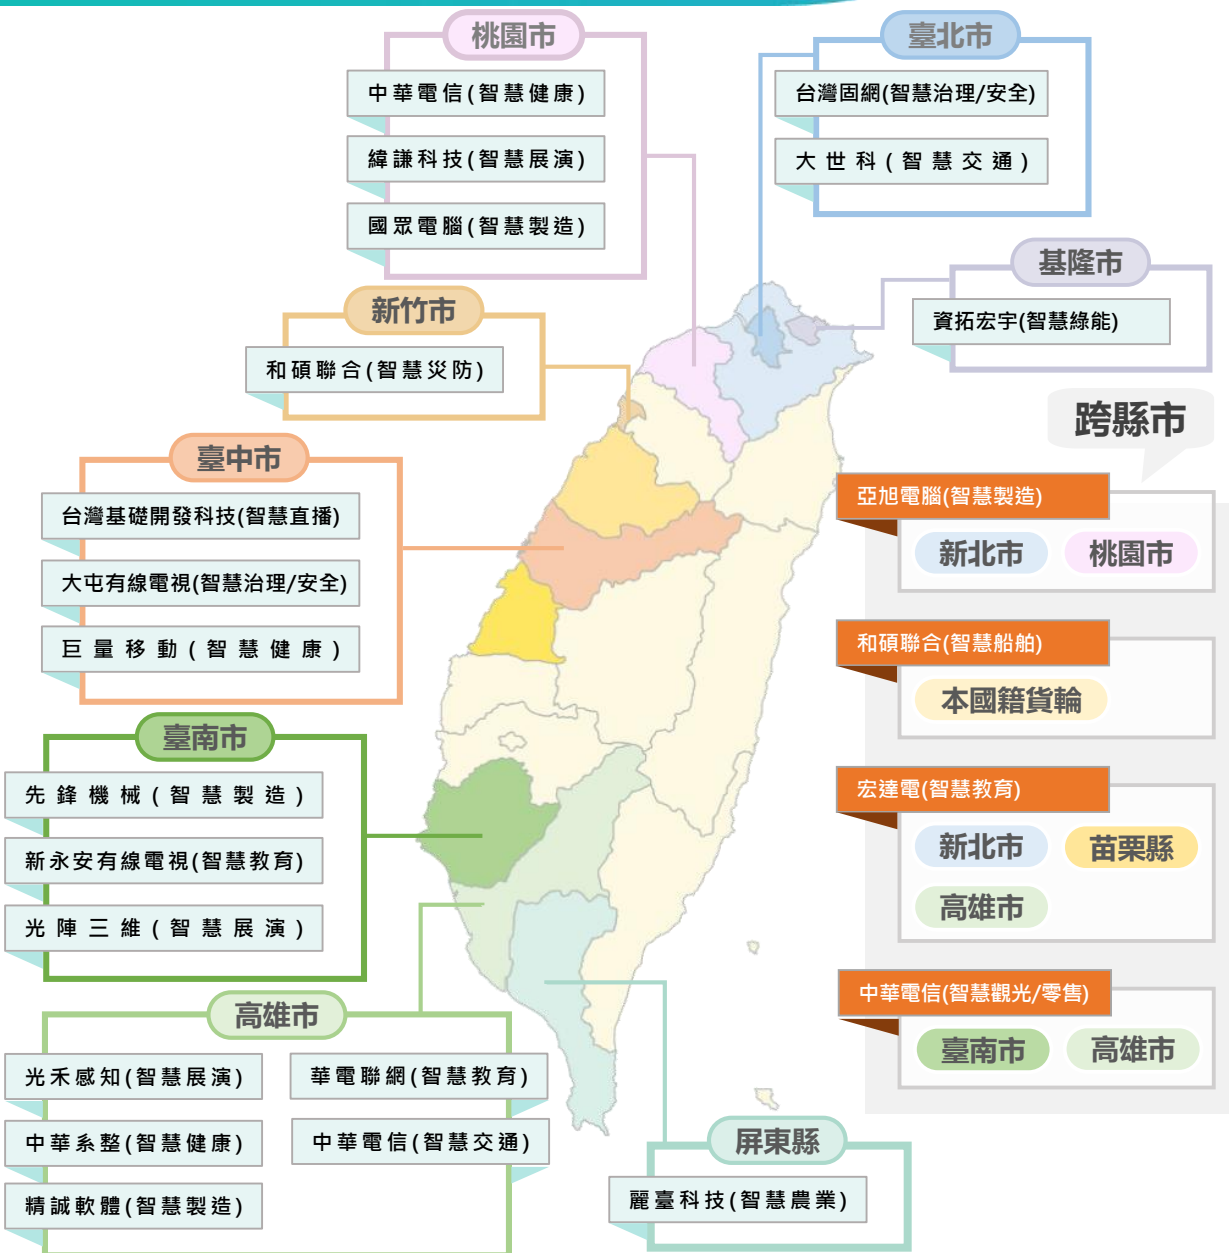 桃園市
中華電信(智慧健康)
緯謙科技(智慧展演)
國眾電腦(智慧製造)
臺北市
台灣固網(智慧治理/安全)
大世科(智慧交通)
基隆市
資拓宏宇(智慧綠能)
新竹市
和碩聯合(智慧災防)
臺中市
台灣基礎開發科技(智慧直播)
大屯有線電視(智慧治理/安全)
巨量移動(智慧健康)
臺南市
先鋒機械(智慧製造)
新永安有線電視(智慧教育)
光陣三維(智慧展演)
高雄市
光禾感知(智慧展演)
華電聯網(智慧教育)
中華系整(智慧健康)
中華電信(智慧交通)
精誠軟體(智慧製造)
屏東縣
麗臺科技(智慧農業)
跨縣市
亞旭電腦(智慧製造)
新北市 桃園市
和碩聯合(智慧船舶)
本國籍貨輪
宏達電(智慧教育)
新北市 苗栗縣
高雄市
中華電信(智慧觀光/零售)
臺南市 高雄市